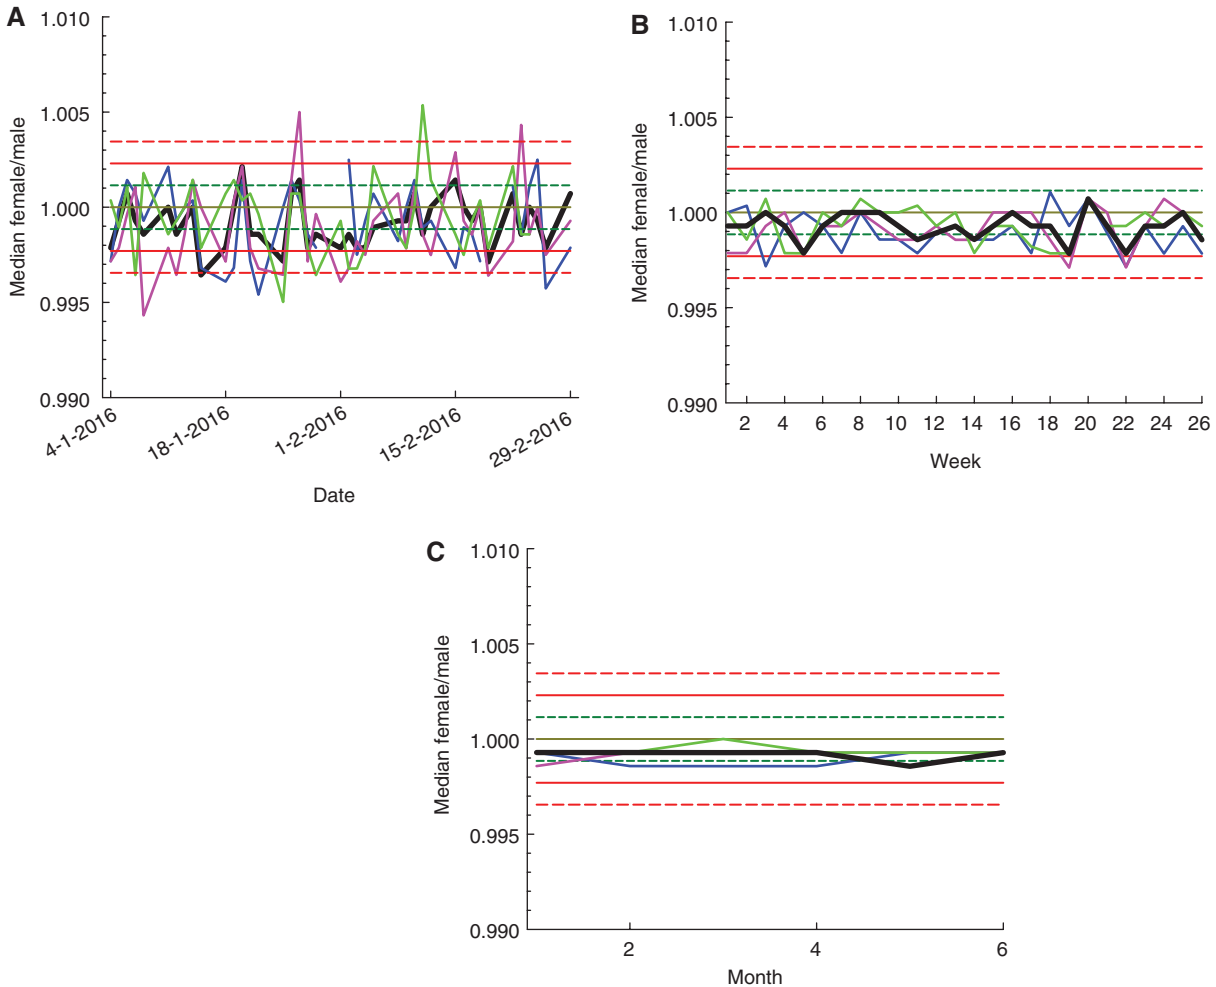 A
1.010
1.005
1.000
0.995
0.990
Median female/male
4-1-2016
18-1-2016
1-2-2016
15-2-2016
29-2-2016
Date
B
1.010
1.005
1.000
0.995
0.990
Median female/male
2 4 6 8 10 12 14 16 18 20 22 24 26
Week
C
1.010
1.005
1.000
0.995
0.990
Median female/male
2 4 6
Month